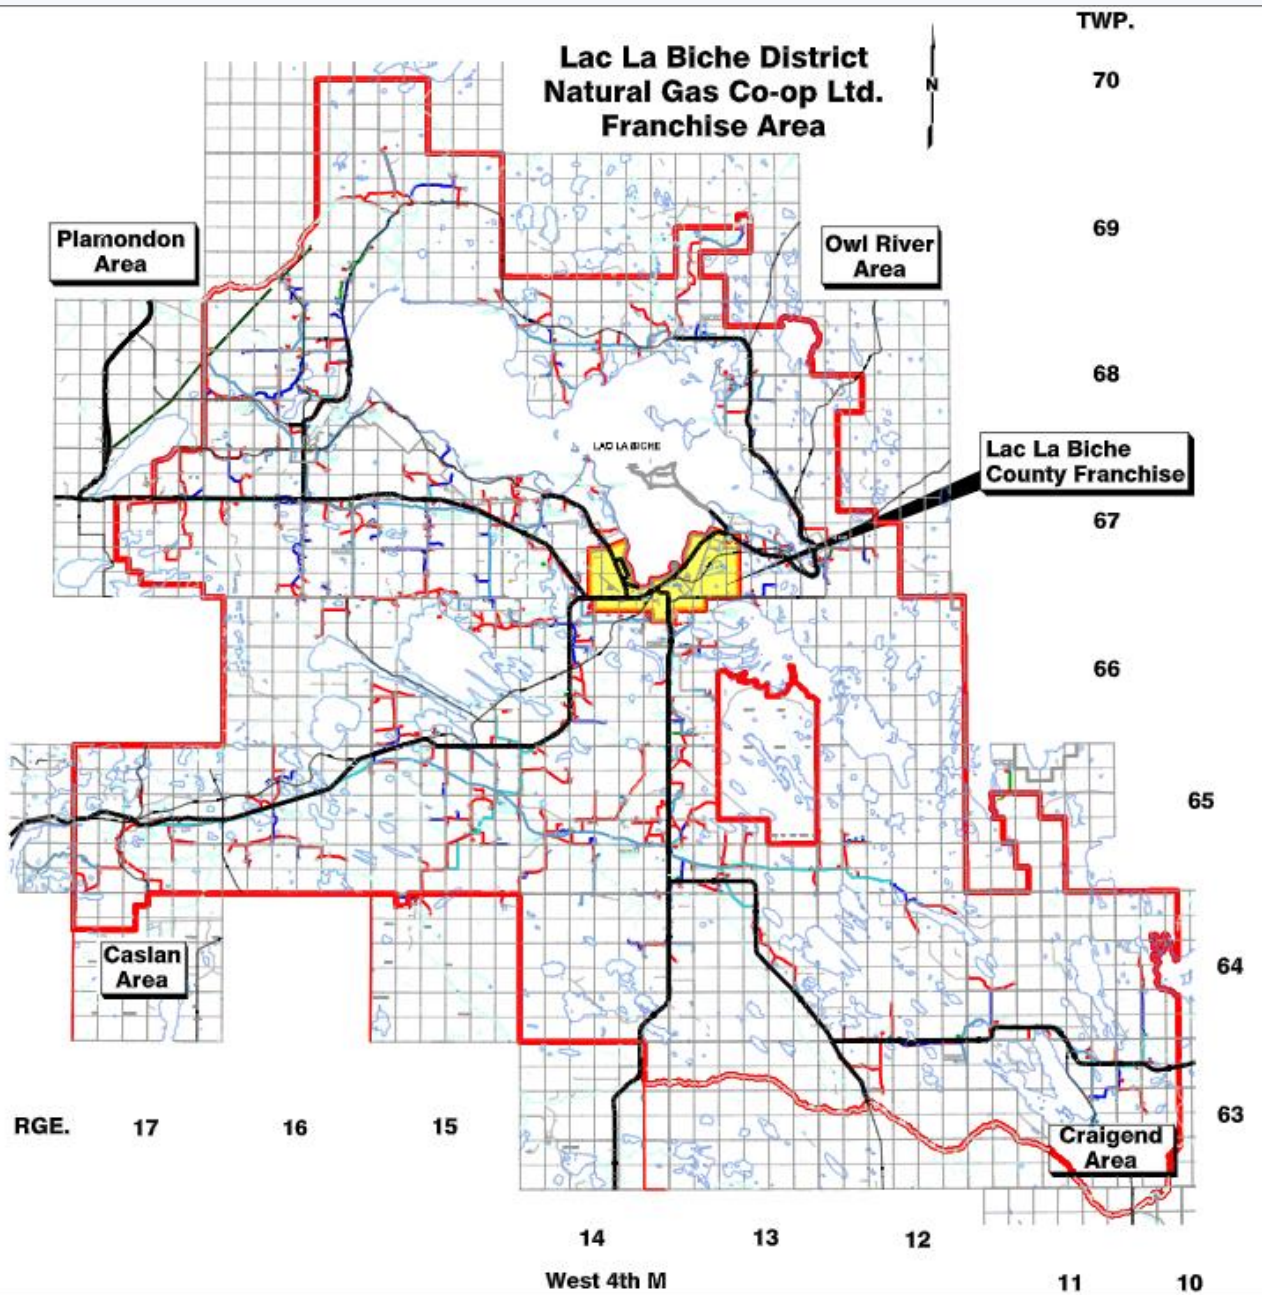 TWP.
Lac La Biche District
Natural Gas Co-op Ltd.
Franchise Area
N
70
69
Plamondon
Area
Owl River
Area
68
LAC LA BICHE
Lac La Biche
County Franchise
67
66
65
Caslan
Area
64
63
RGE.
17
16
15
Craigend
Area
14
13
12
West 4th M
11
10